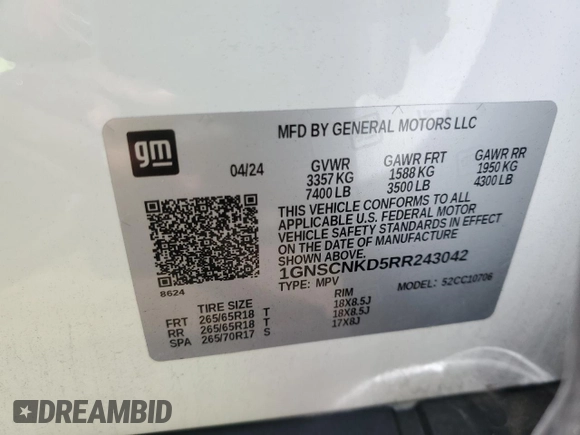 MFD BY GENERAL MOTORS LLC
gm
04/24
GVWR GAWR FRT GAWR RR
3357 KG 1588 KG 1950 KG
7400 LB 3500 LB 4300 LB
THIS VEHICLE CONFORMS TO ALL
APPLICABLE U.S. FEDERAL MOTOR
VEHICLE SAFETY STANDARDS IN EFFECT
ON THE DATE OF MANUFACTURE
1GNSCNKD5RR243042
8624
TYPE: MPV MODEL: 52CC10706
TIRE SIZE RIM
FRT 265/65R18 T 18X8.5J
RR 265/65R18 T 18X8.5J
SPA 265/70R17 S 17X8J
DREAMBID